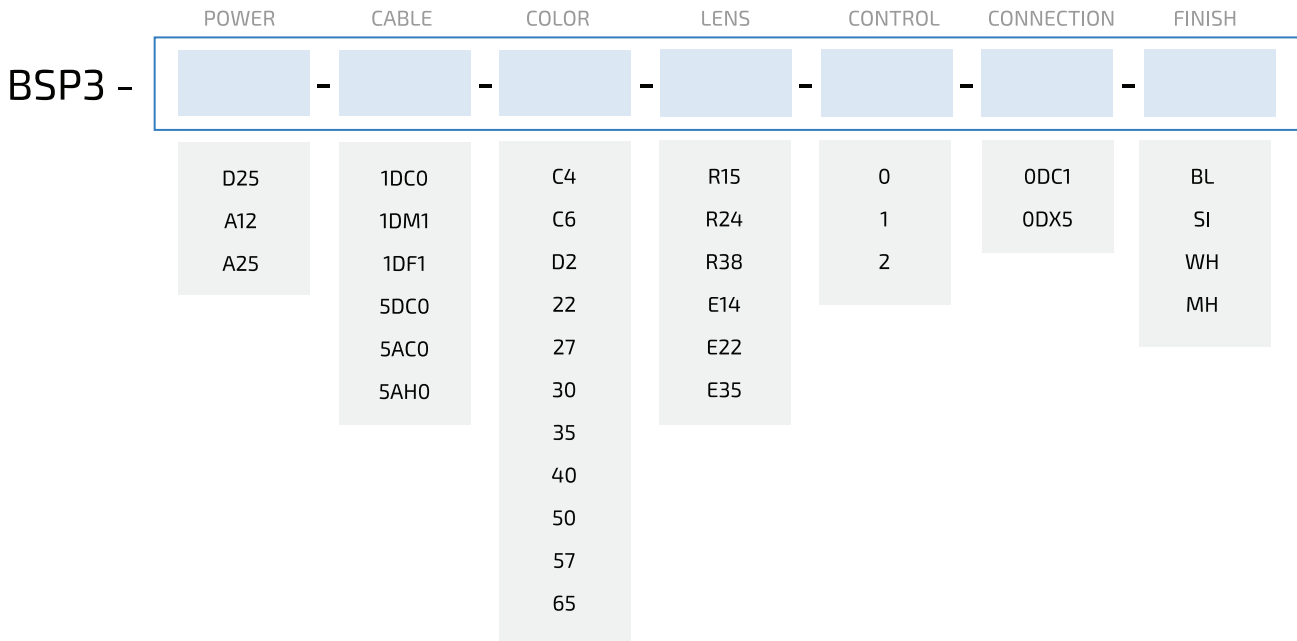 POWER CABLE COLOR LENS CONTROL CONNECTION FINISH
BSP3 - - - - - - -
D25 1DC0 C4 R15 0 0DC1 BL
A12 1DM1 C6 R24 1 0DX5 SI
A25 1DF1 D2 R38 2 WH
5DC0 22 E14 MH
5AC0 27 E22
5AH0 30 E35
35
40
50
57
65